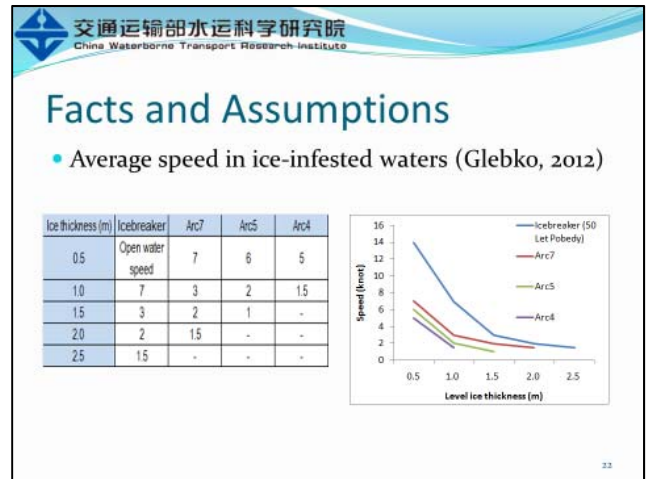 交通运输部水运科学研究院
China Waterborne Transport Research Institute
Facts and Assumptions
• Average speed in ice-infested waters (Glebko, 2012)
Ice thickness (m) Icebreaker Arc7 Arc5 Arc4
0.5 Open water speed 7 6 5
1.0 7 3 2 1.5
1.5 3 2 1 -
2.0 2 1.5 - -
2.5 1.5 - - -
16
14
12
10
8
6
4
2
0
Speed (knot)
0.5 1.0 1.5 2.0 2.5
Level ice thickness (m)
Icebreaker (50
Let Pobedy)
Arc7
Arc5
Arc4
22